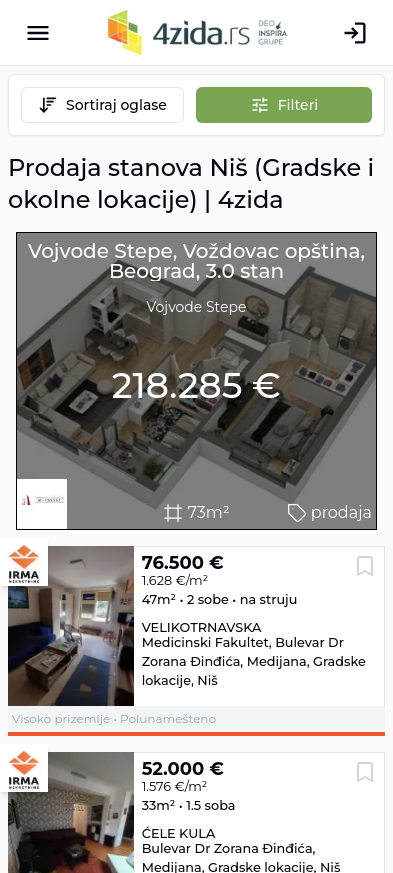 4zida.rs
DEO
INSPIRA
GRUPE
Sortiraj oglase
Filteri
Prodaja stanova Niš (Gradske i
okolne lokacije) | 4zida
Vojvode Stepe, Voždovac opština,
Beograd, 3.0 stan
Vojvode Stepe
218.285 €
73m²
prodaja
IRMA
NEKRETNINE
76.500 €
1.628 €/m²
47m² • 2 sobe • na struju
VELIKOTRNAVSKA
Medicinski Fakultet, Bulevar Dr
Zorana Đinđića, Medijana, Gradske
lokacije, Niš
Visoko prizemlje • Polunamešteno
IRMA
NEKRETNINE
52.000 €
1.576 €/m²
33m² • 1.5 soba
ĆELE KULA
Bulevar Dr Zorana Đinđića,
Medijana, Gradske lokacije, Niš